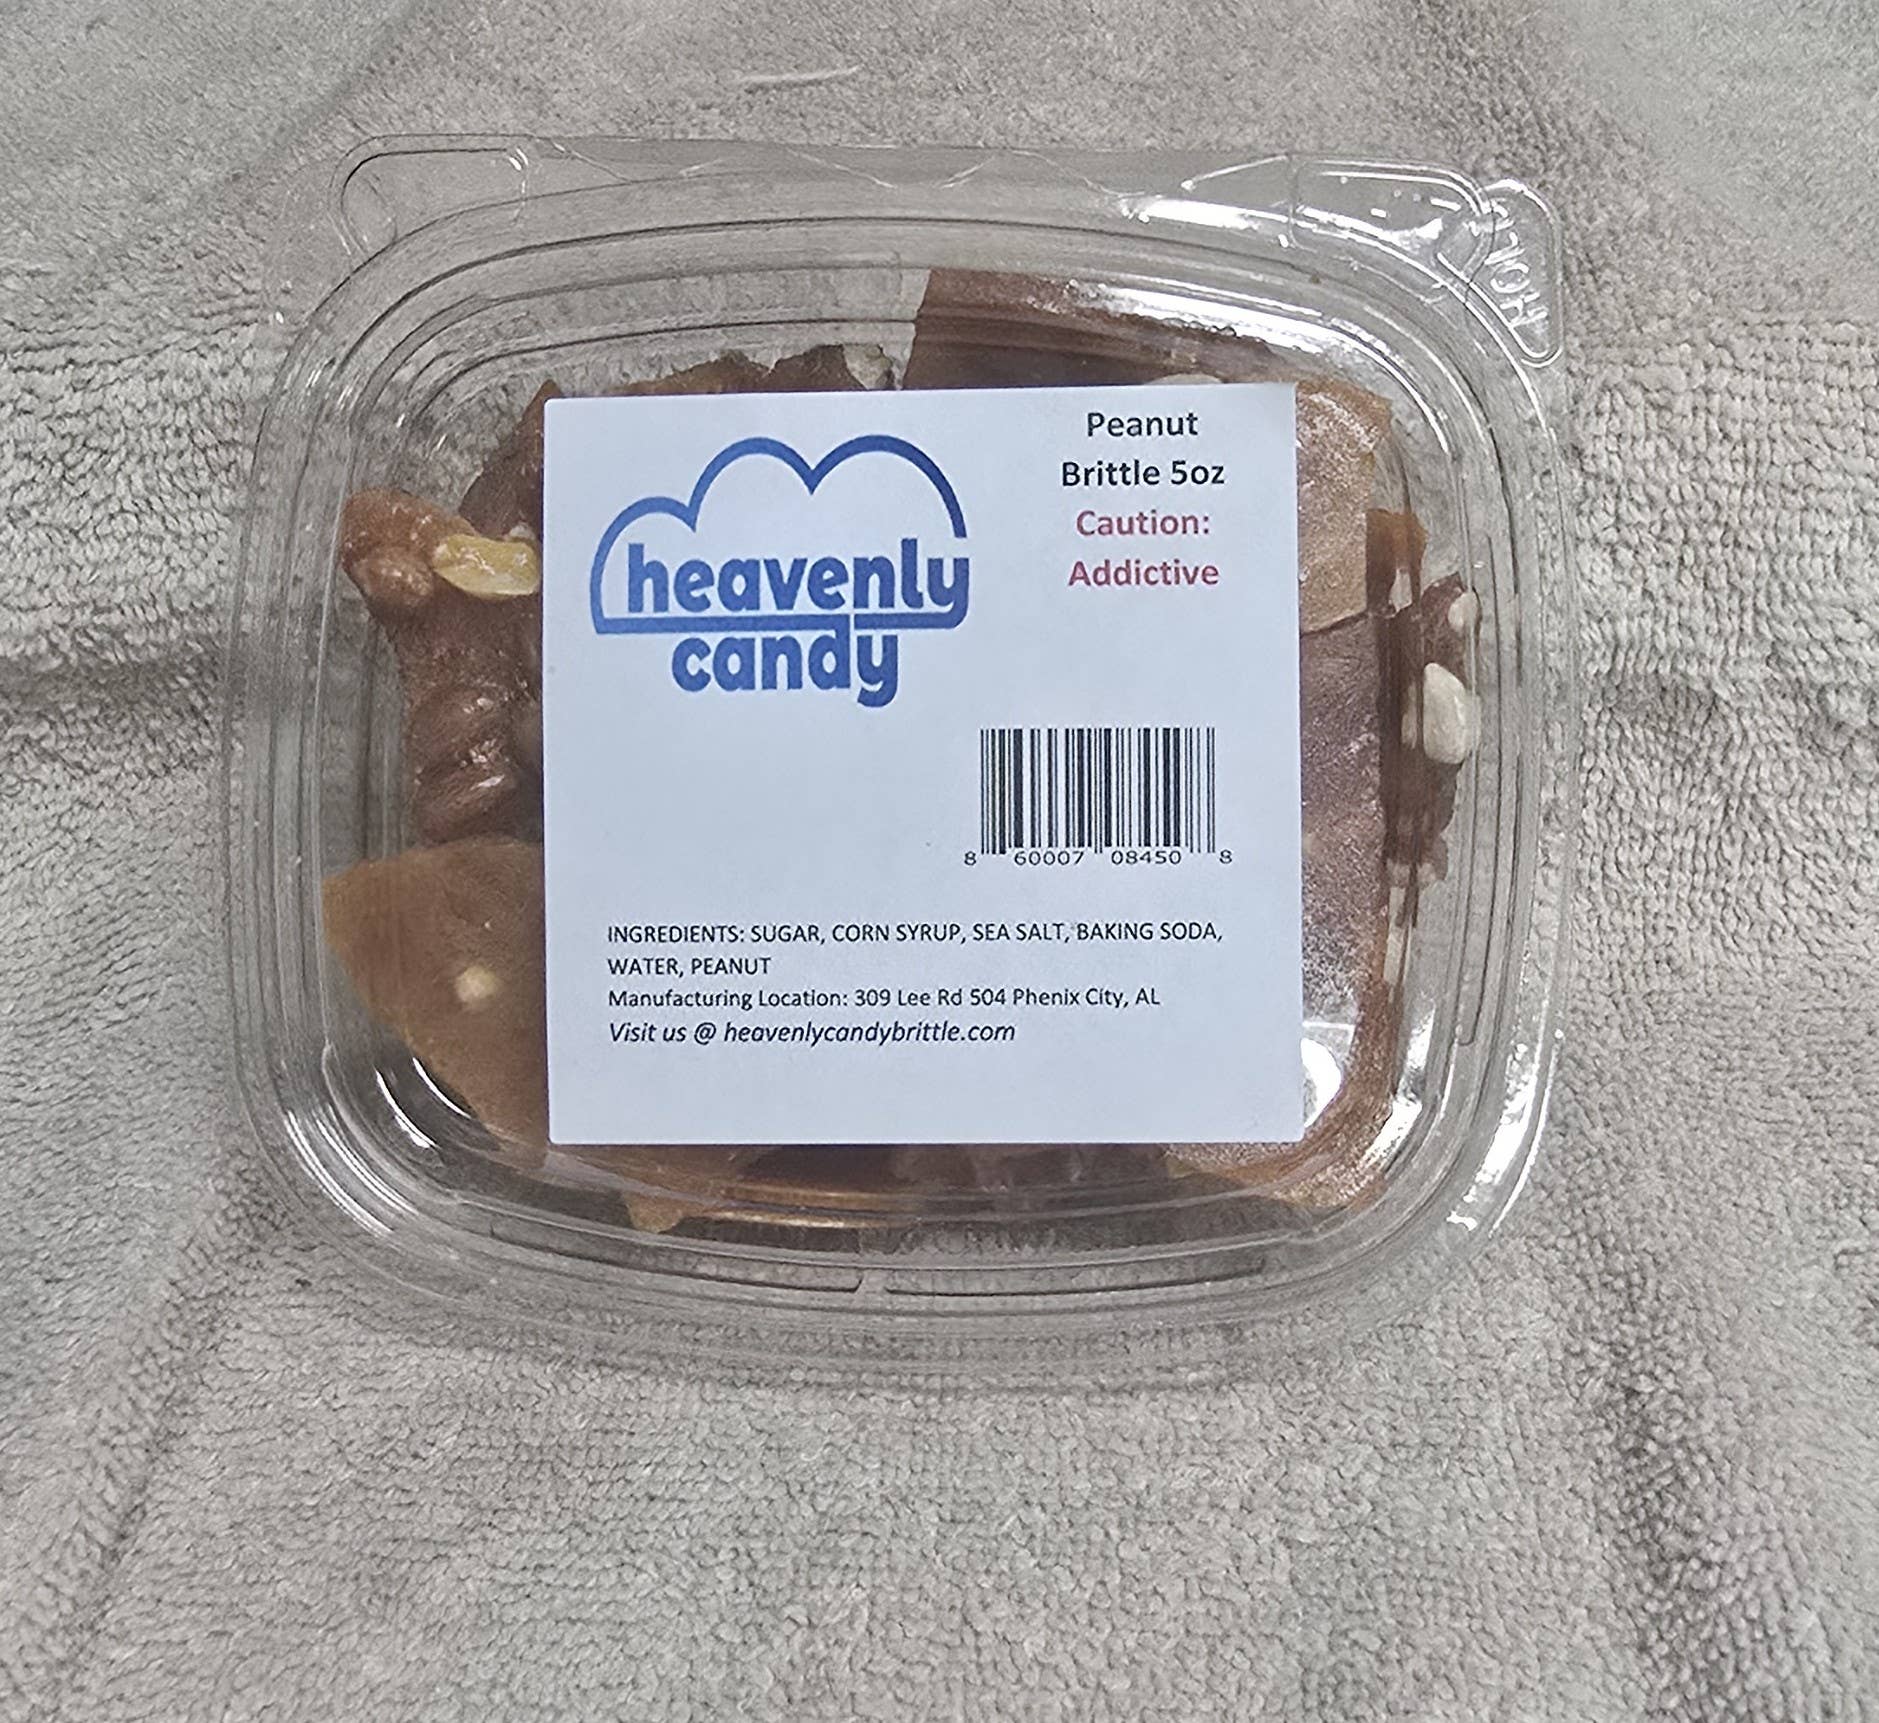 heavenly
candy
Peanut
Brittle 5oz
Caution:
Addictive
8 60007 08450 8
INGREDIENTS: SUGAR, CORN SYRUP, SEA SALT, BAKING SODA,
WATER, PEANUT
Manufacturing Location: 309 Lee Rd 504 Phenix City, AL
Visit us @ heavenlycandybrittle.com